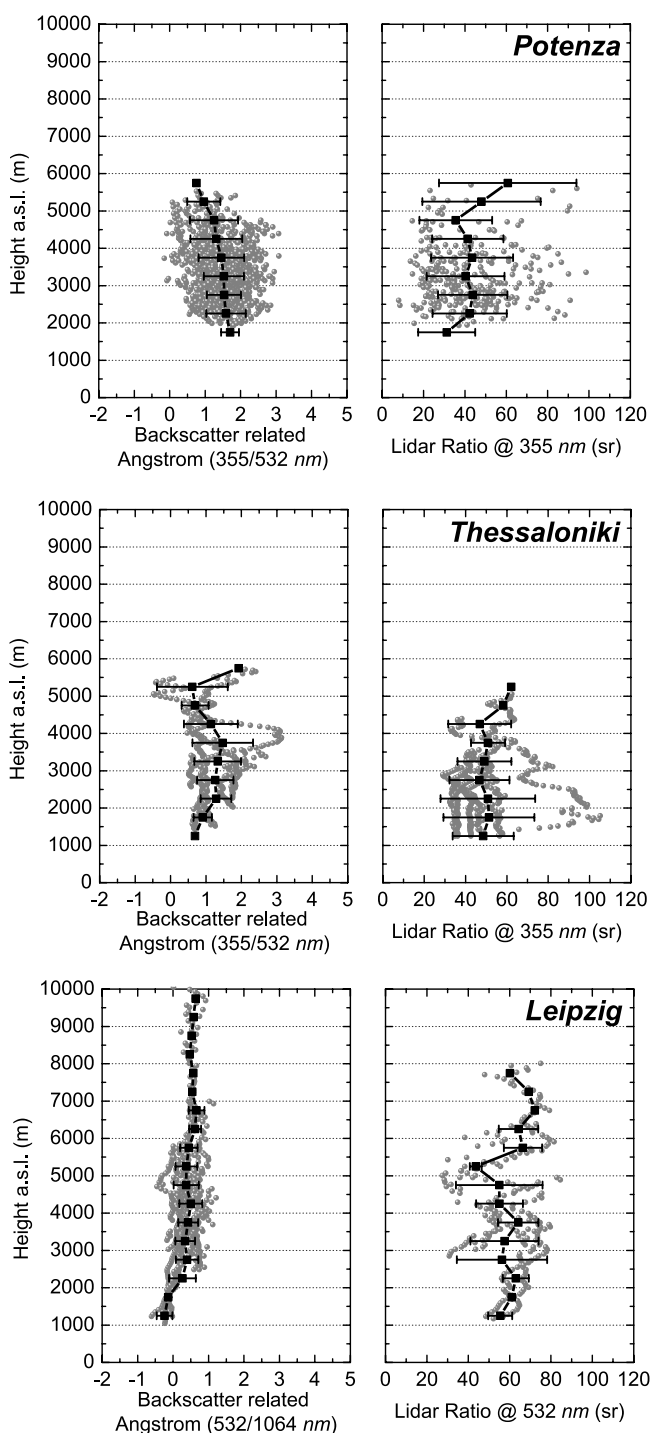 Potenza
10000
9000
8000
7000
6000
5000
4000
3000
2000
1000
0
Height a.s.l. (m)
-2 -1 0 1 2 3 4 5
Backscatter related
Angstrom (355/532 nm)
0 20 40 60 80 100 120
Lidar Ratio @ 355 nm (sr)
Thessaloniki
10000
9000
8000
7000
6000
5000
4000
3000
2000
1000
0
Height a.s.l. (m)
-2 -1 0 1 2 3 4 5
Backscatter related
Angstrom (355/532 nm)
0 20 40 60 80 100 120
Lidar Ratio @ 355 nm (sr)
Leipzig
10000
9000
8000
7000
6000
5000
4000
3000
2000
1000
0
Height a.s.l. (m)
-2 -1 0 1 2 3 4 5
Backscatter related
Angstrom (532/1064 nm)
0 20 40 60 80 100 120
Lidar Ratio @ 532 nm (sr)